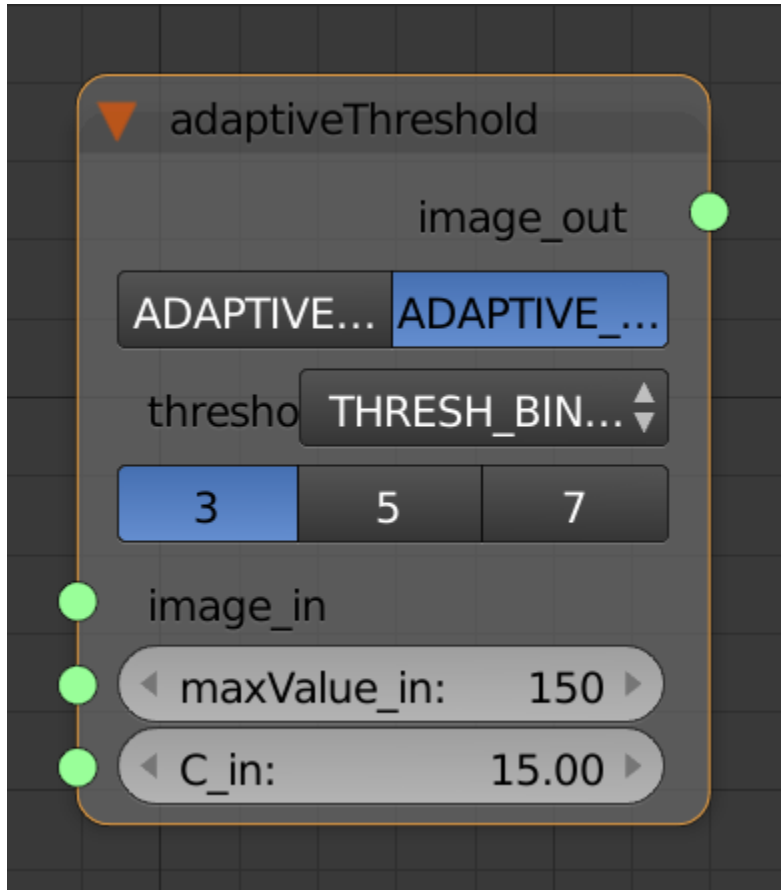 adaptiveThreshold
image_out
ADAPTIVE... ADAPTIVE_...
thresho THRESH_BIN...
3 5 7
image_in
maxValue_in: 150
C_in: 15.00